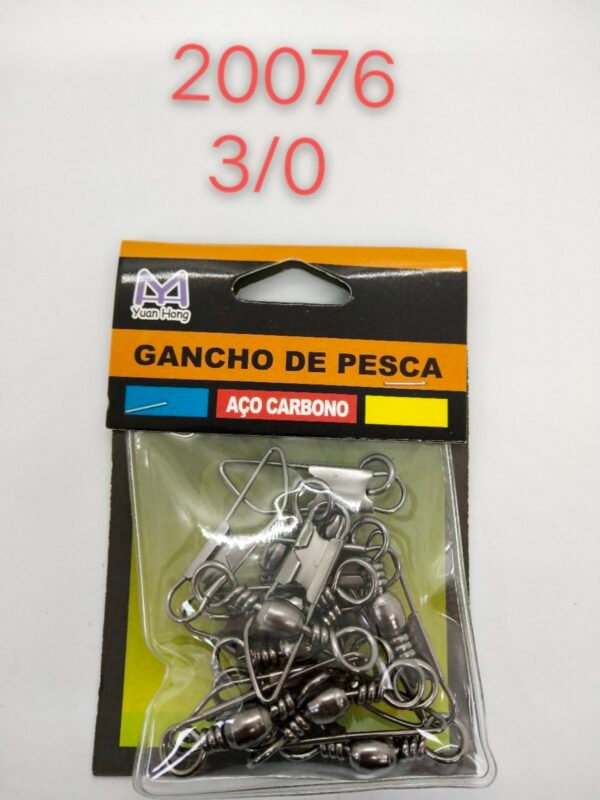 20076
3/0
Yuan Hong
GANCHO DE PESCA
AÇO CARBONO